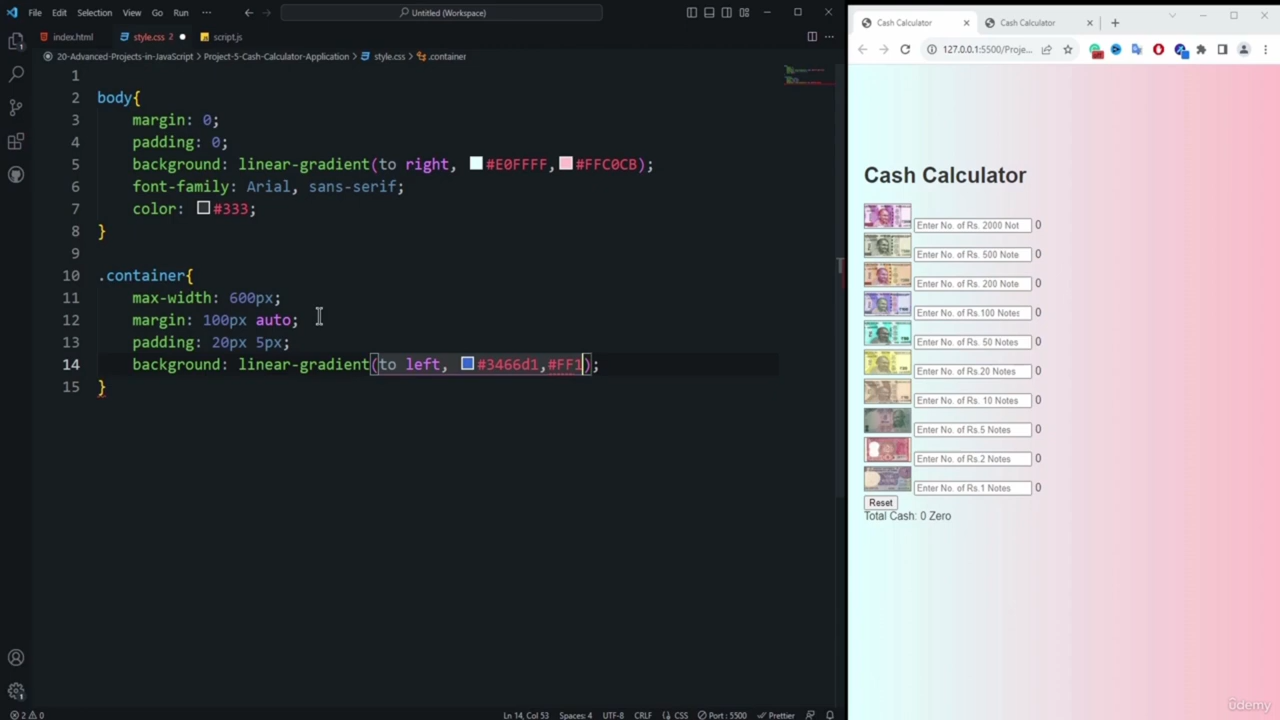 File Edit Selection View Go Run ··· Untitled (Workspace)
index.html style.css 2 script.js
20-Advanced-Projects-in-JavaScript > Project-5-Cash-Calculator-Application > style.css > .container
1
2 body{
3 margin: 0;
4 padding: 0;
5 background: linear-gradient(to right, #E0FFFF,#FFC0CB);
6 font-family: Arial, sans-serif;
7 color: #333;
8 }
9
10 .container{
11 max-width: 600px;
12 margin: 100px auto;
13 padding: 20px 5px;
14 background: linear-gradient(to left, #3466d1,#FF1);
15 }
2 0 Ln 14, Col 53 Spaces: 4 UTF-8 CRLF CSS Port : 5500 Prettier
Cash Calculator Cash Calculator
127.0.0.1:5500/Proje...
Cash Calculator
Enter No. of Rs. 2000 Not 0
Enter No. of Rs. 500 Note 0
Enter No. of Rs. 200 Note 0
Enter No. of Rs.100 Notes 0
Enter No. of Rs. 50 Notes 0
Enter No. of Rs.20 Notes 0
Enter No. of Rs. 10 Notes 0
Enter No. of Rs.5 Notes 0
Enter No. of Rs.2 Notes 0
Enter No. of Rs.1 Notes 0
Reset
Total Cash: 0 Zero
ûdemy